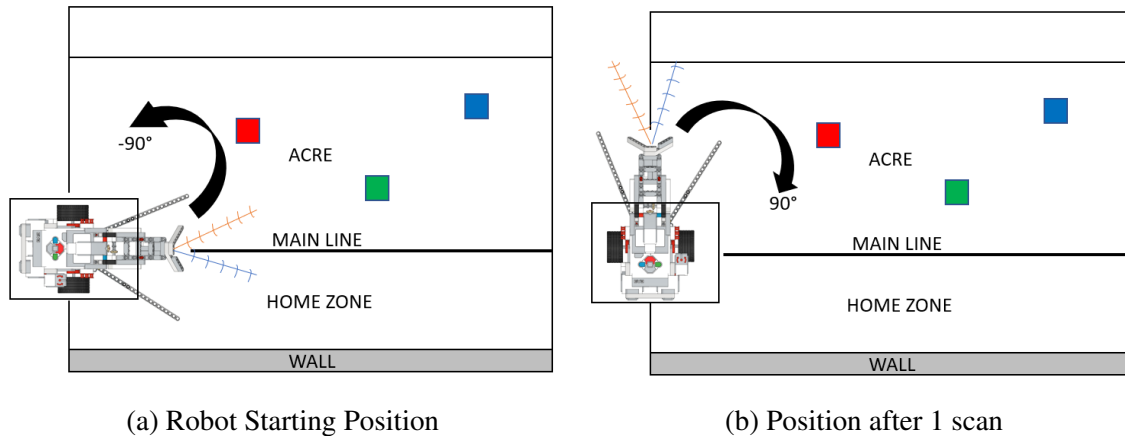 -90°
ACRE
MAIN LINE
HOME ZONE
WALL
(a) Robot Starting Position
90°
ACRE
MAIN LINE
HOME ZONE
WALL
(b) Position after 1 scan